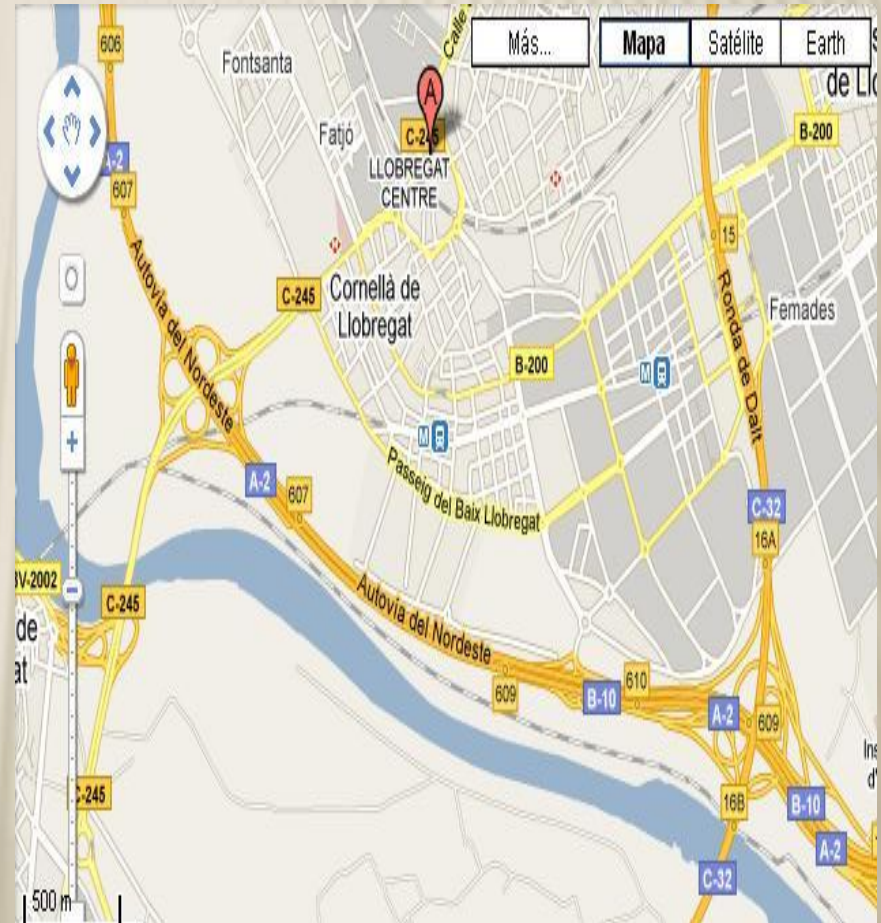 606
Fontsanta
Calle
Más...
Mapa
Satélite
Earth
de Llo
A
Fatjó
C-245
B-200
A-2
LLOBREGAT
CENTRE
607
15
Autovía del Nordeste
C-245
Cornellà de
Llobregat
Ronda de Dalt
Femades
B-200
M
M
A-2
607
Passeig del Baix Llobregat
C-32
16A
BV-2002
C-245
de
at
Autovía del Nordeste
609
B-10
610
A-2
609
Ins
d'
C-245
16B
B-10
A-2
C-32
500 m